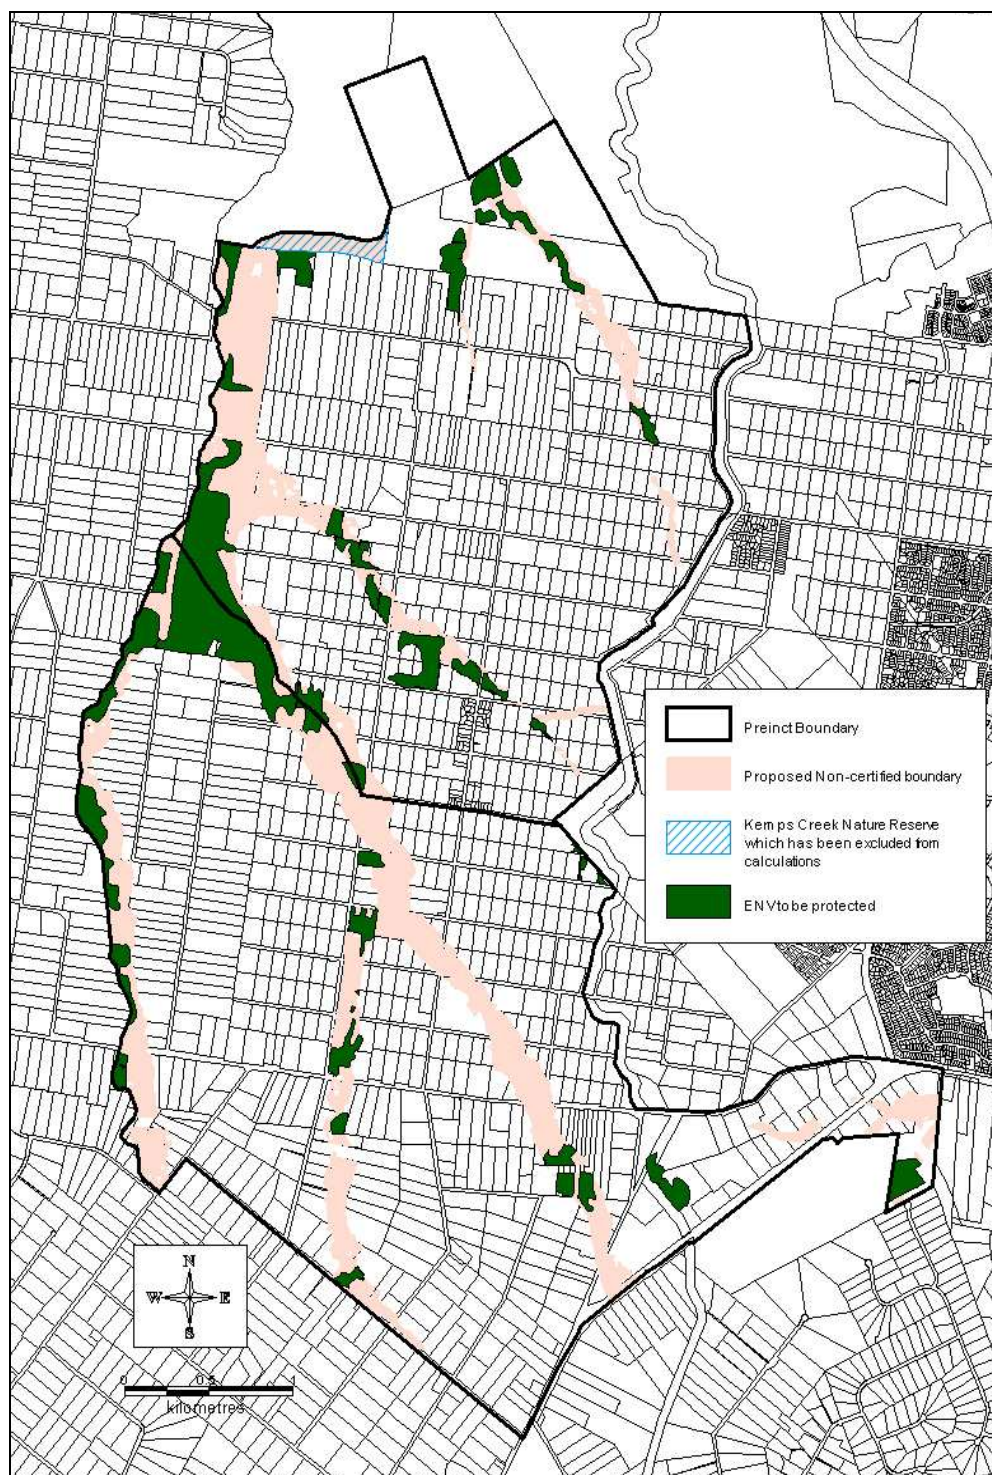 Preinct Boundary
Proposed Non-certified boundary
Kemps Creek Nature Reserve
which has been excluded from
calculations
ENV to be protected
N
W E
S
0 0.5 1
kilometres